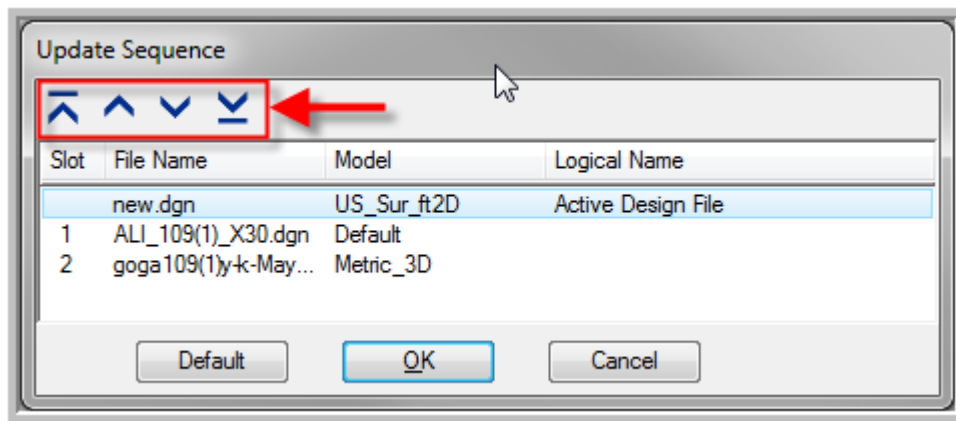 Update Sequence
Slot File Name Model Logical Name
new.dgn US_Sur_ft2D Active Design File
1 ALI_109(1)_X30.dgn Default
2 goga109(1)y-k-May... Metric_3D
Default OK Cancel